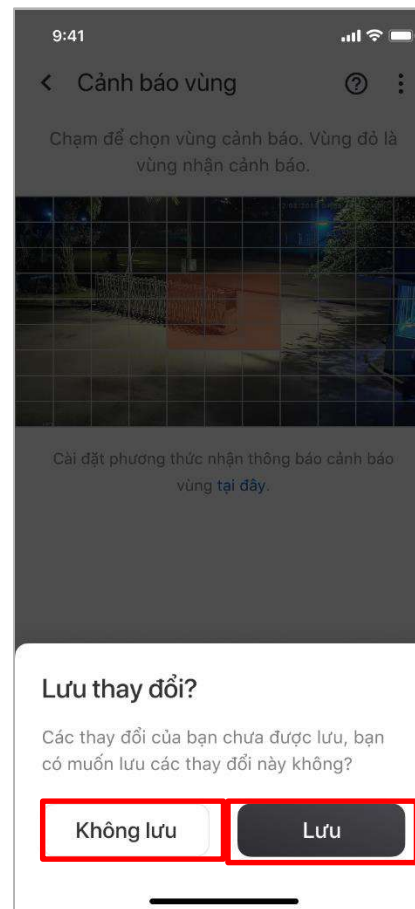 9:41
Cảnh báo vùng
Chạm để chọn vùng cảnh báo. Vùng đỏ là
vùng nhận cảnh báo.
Cài đặt phương thức nhận thông báo cảnh báo
vùng tại đây.
Lưu thay đổi?
Các thay đổi của bạn chưa được lưu, bạn
có muốn lưu các thay đổi này không?
Không lưu
Lưu